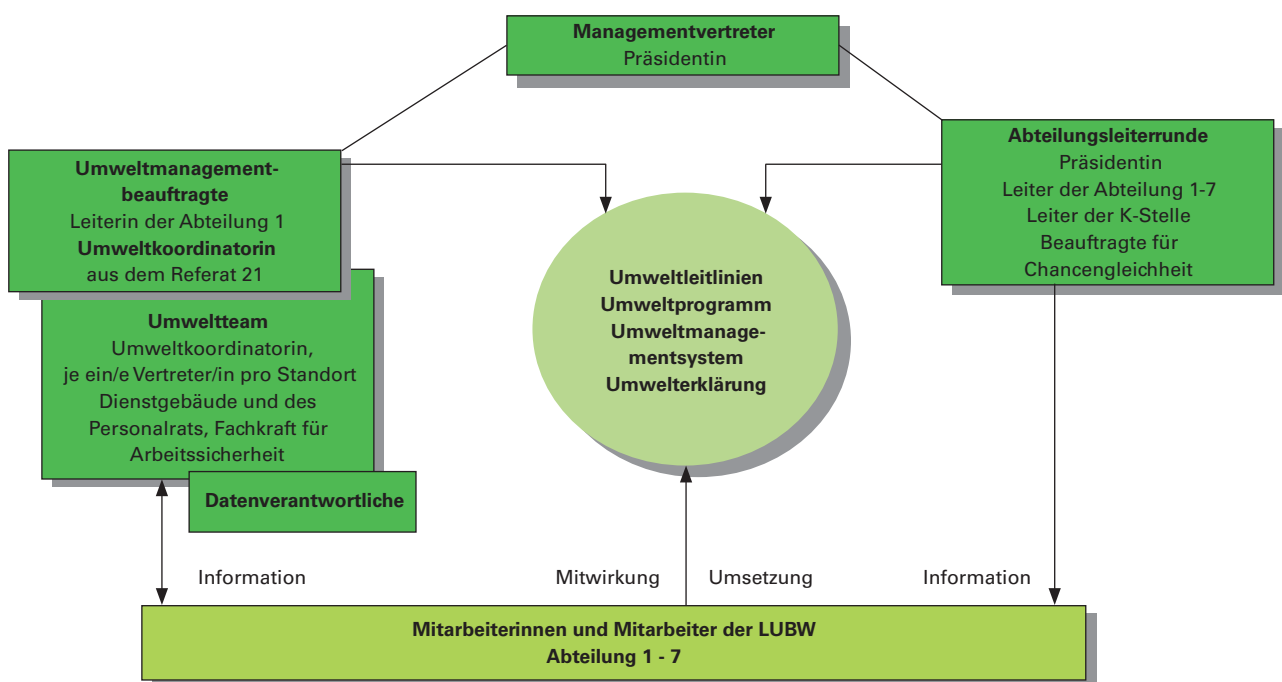 Managementvertreter
Präsidentin
Umweltmanagement-
beauftragte
Leiterin der Abteilung 1
Umweltkoordinatorin
aus dem Referat 21
Abteilungsleiterrunde
Präsidentin
Leiter der Abteilung 1-7
Leiter der K-Stelle
Beauftragte für
Chancengleichheit
Umweltleitlinien
Umweltprogramm
Umweltmanage-
mentsystem
Umwelterklärung
Umweltteam
Umweltkoordinatorin,
je ein/e Vertreter/in pro Standort
Dienstgebäude und des
Personalrats, Fachkraft für
Arbeitssicherheit
Datenverantwortliche
Information
Mitwirkung
Umsetzung
Information
Mitarbeiterinnen und Mitarbeiter der LUBW
Abteilung 1 - 7